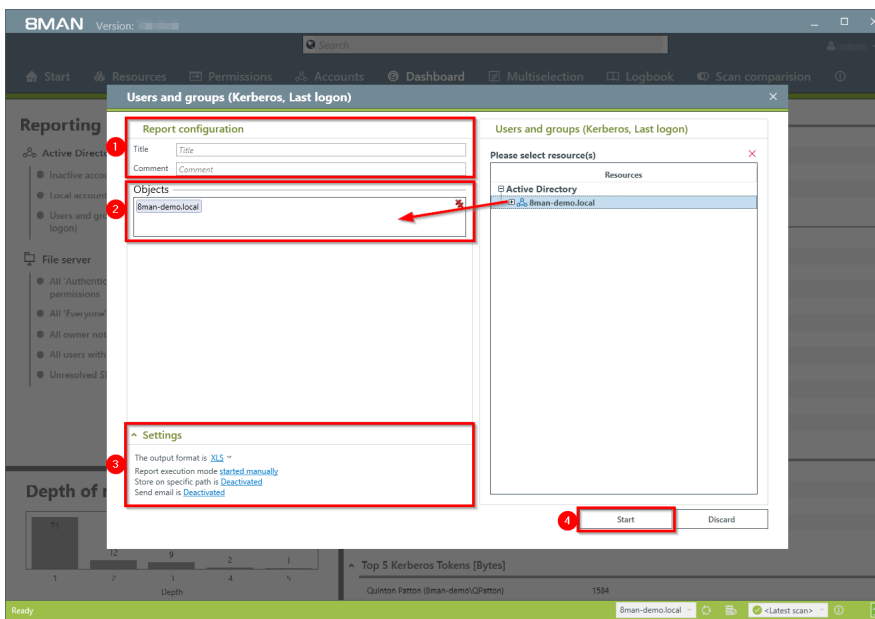 8MAN Version:
Search
Start Resources Permissions Accounts Dashboard Multiselection Logbook Scan comparision
Users and groups (Kerberos, Last logon)
Reporting
Active Directo
Inactive accou
Local account
Users and gro
logon)
File server
All 'Authentic
permissions
All 'Everyone'
All owner not
All users with
Unresolved SI
1
Report configuration
Title Title
Comment Comment
2
Objects
8man-demo.local
3
Settings
The output format is XLS
Report execution mode started manually
Store on specific path is Deactivated
Send email is Deactivated
Users and groups (Kerberos, Last logon)
Please select resource(s)
Resources
Active Directory
8man-demo.local
4
Start
Discard
Depth of
71
12
9
2
1
1 2 3 4 5
Depth
Top 5 Kerberos Tokens [Bytes]
Quinton Patton (8man-demo\QPatton) 1584
Ready
8man-demo.local
<Latest scan>